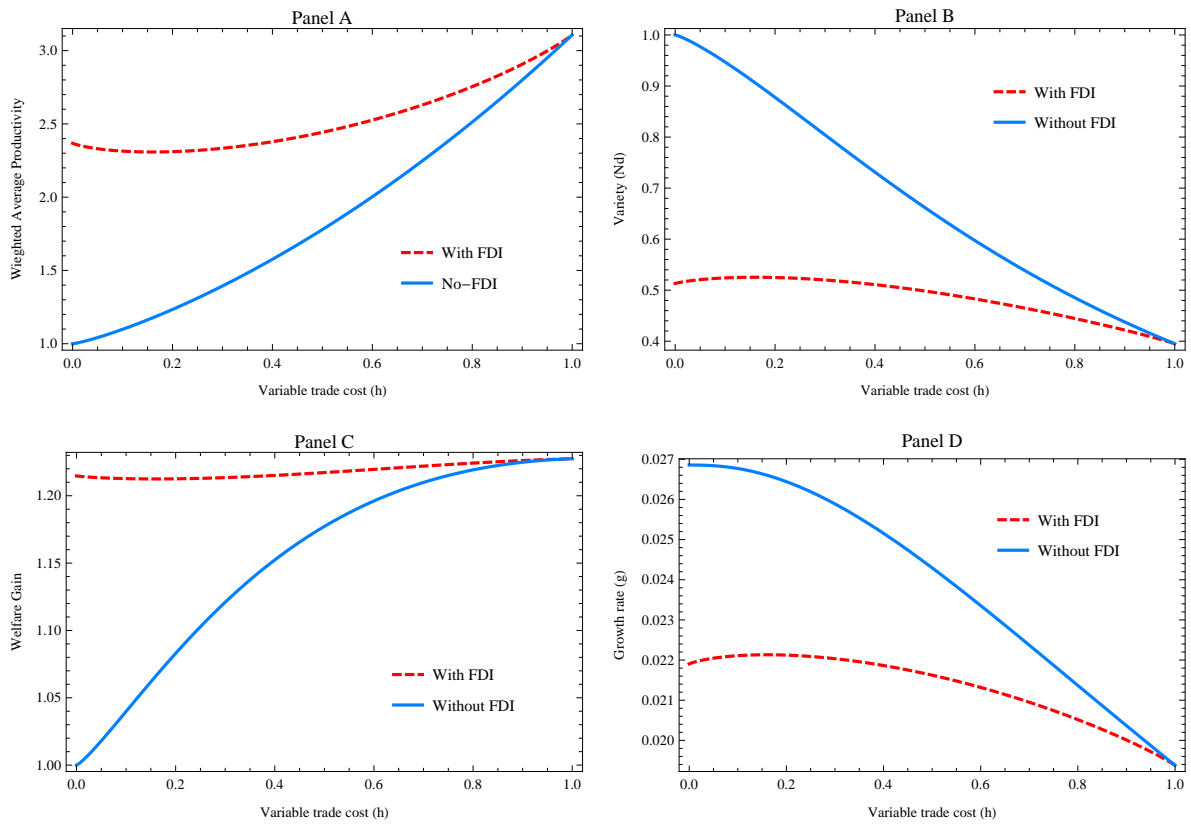 Panel A
Wieghted Average Productivity
3.0
2.5
2.0
1.5
1.0
With FDI
No−FDI
0.0 0.2 0.4 0.6 0.8 1.0
Variable trade cost (h)
Panel B
Variety (Nd)
1.0
0.9
0.8
0.7
0.6
0.5
0.4
With FDI
Without FDI
0.0 0.2 0.4 0.6 0.8 1.0
Variable trade cost (h)
Panel C
Welfare Gain
1.20
1.15
1.10
1.05
1.00
With FDI
Without FDI
0.0 0.2 0.4 0.6 0.8 1.0
Variable trade cost (h)
Panel D
Growth rate (g)
0.027
0.026
0.025
0.024
0.023
0.022
0.021
0.020
With FDI
Without FDI
0.0 0.2 0.4 0.6 0.8 1.0
Variable trade cost (h)